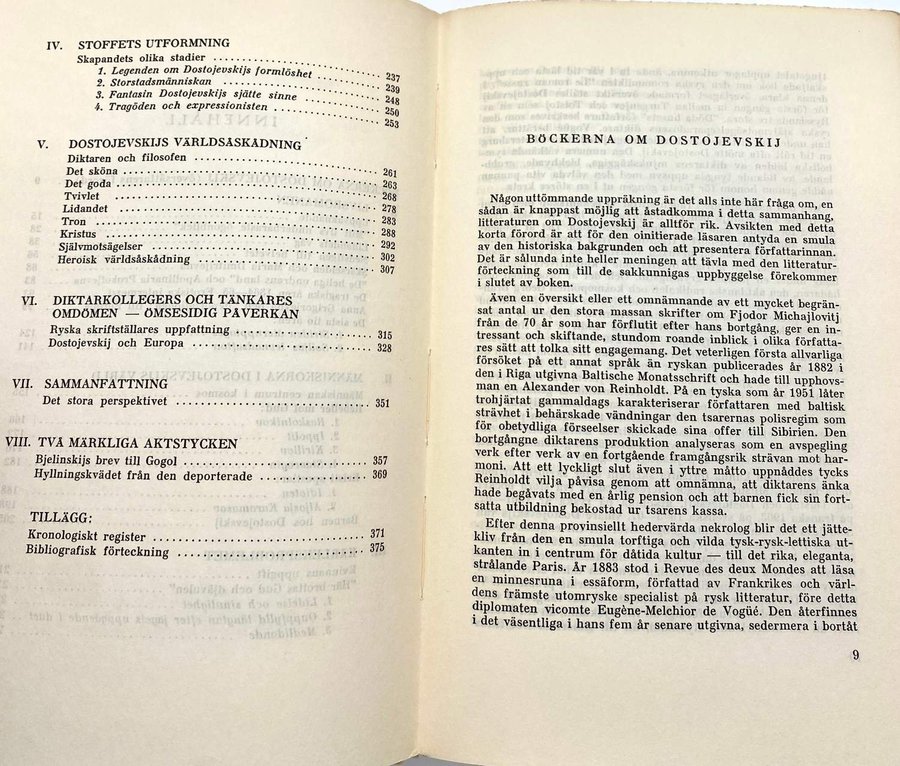 IV. STOFFETS UTFORMNING
Skapandets olika stadier 237
1. Legenden om Dostojevskijs formlöshet 239
2. Storstadsmänniskan 248
3. Fantasin Dostojevskijs sjätte sinne 250
4. Tragöden och expressionisten 253
V. DOSTOJEVSKIJS VÄRLDSÅSKÅDNING
Diktaren och filosofen 261
Det sköna 263
Det goda 268
Tvivlet 278
Lidandet 283
Tron 288
Kristus 292
Självmotsägelser 302
Heroisk världsåskådning 307
VI. DIKTARKOLLEGERS OCH TÄNKARES
OMDÖMEN — ÖMSESIDIG PÅVERKAN
Ryska skriftställares uppfattning 315
Dostojevskij och Europa 328
VII. SAMMANFATTNING
Det stora perspektivet 351
VIII. TVÅ MÄRKLIGA AKTSTYCKEN
Bjelinskijs brev till Gogol 357
Hyllningskvädet från den deporterade 369
TILLÄGG:
Kronologiskt register 371
Bibliografisk förteckning 375
BÖCKERNA OM DOSTOJEVSKIJ
Någon uttömmande uppräkning är det alls inte här fråga om, en
sådan är knappast möjlig att åstadkomma i detta sammanhang,
litteraturen om Dostojevskij är alltför rik. Avsikten med detta
korta förord är att för den oinitierade läsaren antyda en smula
av den historiska bakgrunden och att presentera författarinnan.
Det är sålunda inte heller meningen att tävla med den litteratur-
förteckning som till de sakkunnigas uppbyggelse förekommer
i slutet av boken.
Även en översikt eller ett omnämnande av ett mycket begrän-
sat antal ur den stora massan skrifter om Fjodor Michajlovitj
från de 70 år som har förflutit efter hans bortgång, ger en in-
tressant och skiftande, stundom roande inblick i olika författa-
res sätt att tolka sitt engagemang. Det veterligen första allvarliga
försöket på ett annat språk än ryskan publicerades år 1882 i
den i Riga utgivna Baltische Monatsschrift och hade till upphovs-
man en Alexander von Reinholdt. På en tyska som år 1951 låter
trohjärtat gammaldags karakteriserar författaren med baltisk
strävhet i behärskade vändningar den tsarernas polisregim som
för obetydliga förseelser skickade sina offer till Sibirien. Den
bortgångne diktarens produktion analyseras som en avspegling
verk efter verk av en fortgående framgångsrik strävan mot har-
moni. Att ett lyckligt slut även i yttre måtto uppnåddes tycks
Reinholdt vilja påvisa genom att omnämna, att diktarens änka
hade begåvats med en årlig pension och att barnen fick sin fort-
satta utbildning bekostad ur tsarens kassa.
Efter denna provinsiellt hedervärda nekrolog blir det ett jätte-
kliv från den en smula torftiga och vilda tysk-rysk-lettiska ut-
kanten in i centrum för dåtida kultur — till det rika, eleganta,
strålande Paris. År 1883 stod i Revue des deux Mondes att läsa
en minnesruna i essäform, författad av Frankrikes och värl-
dens främste utomryske specialist på rysk litteratur, före detta
diplomaten vicomte Eugène-Melchior de Vogüé. Den återfinnes
i det väsentliga i hans fem år senare utgivna, sedermera i bortåt
9